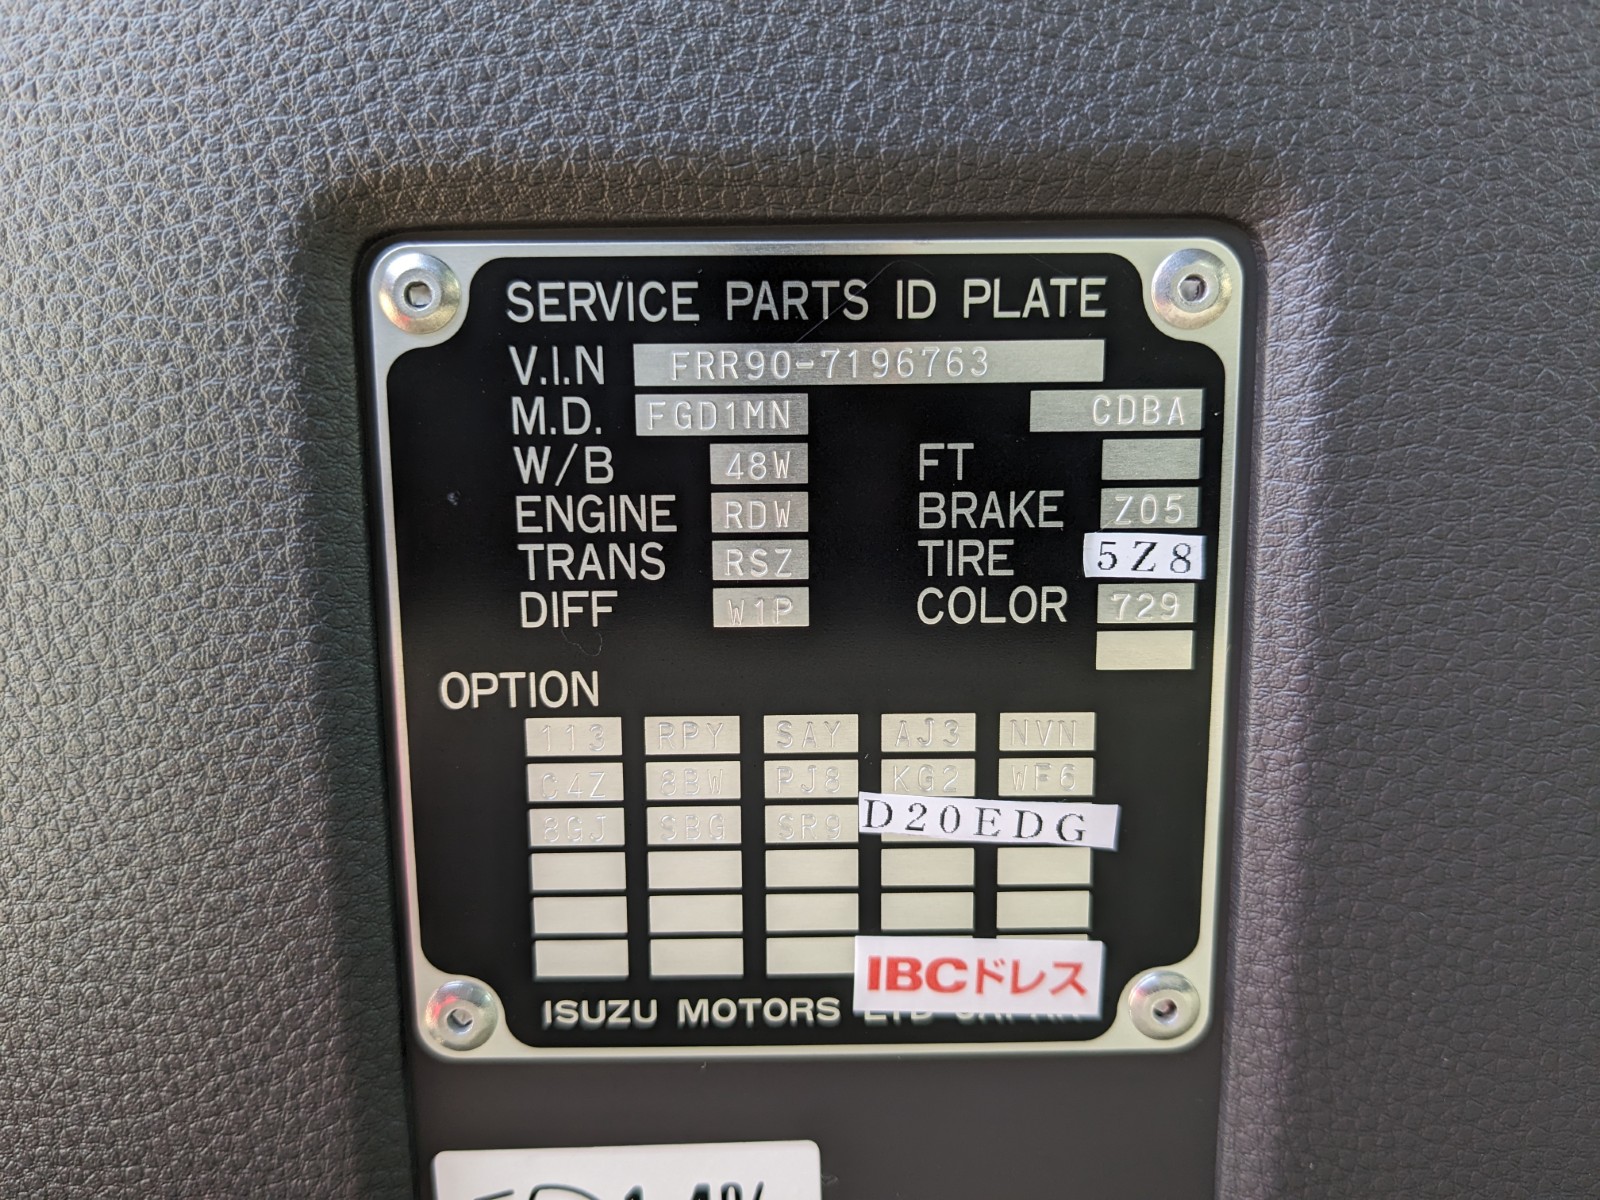 SERVICE PARTS ID PLATE
V.I.N FRR90-7196763
M.D. FGD1MN CDBA
W/B 48W FT
ENGINE RDW BRAKE Z05
TRANS RSZ TIRE 5Z8
DIFF W1P COLOR 729
OPTION
113 RPY SAY AJ3 NVN
C4Z 8BW PJ8 KG2 WF6
8GJ SBG SR9 D20EDG
IBCドレス
ISUZU MOTORS LTD JAPAN